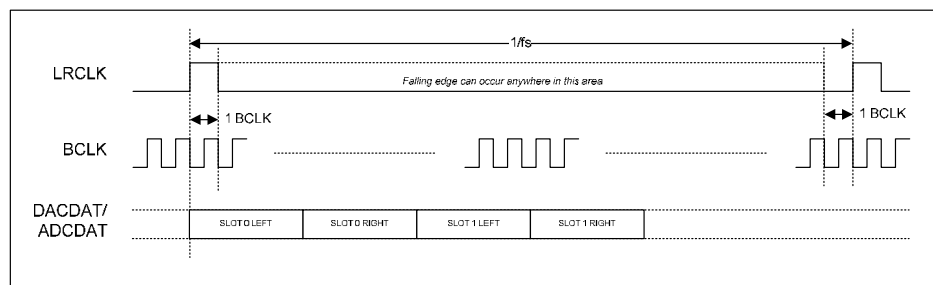 1/fs
LRCLK
Falling edge can occur anywhere in this area
1 BCLK
1 BCLK
BCLK
DACDAT/
ADCDAT
SLOT 0 LEFT
SLOT 0 RIGHT
SLOT 1 LEFT
SLOT 1 RIGHT